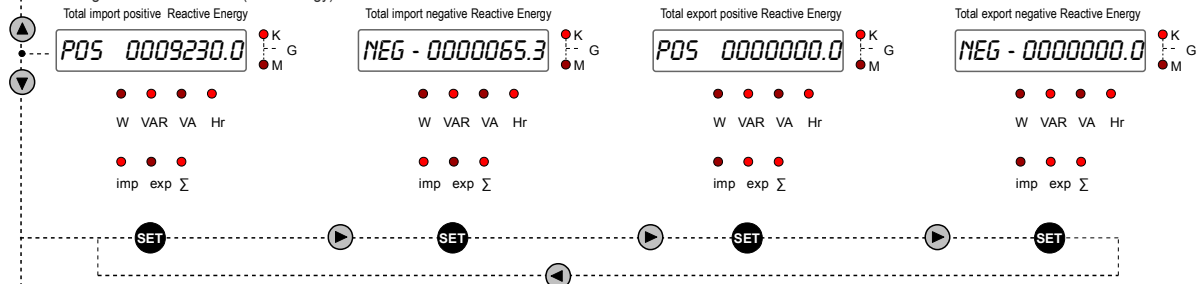 Total import positive Reactive Energy
POS 0009230.0
K
G
M
W VAR VA Hr
imp exp ∑
SET
Total import negative Reactive Energy
NEG - 0000065.3
K
G
M
W VAR VA Hr
imp exp ∑
SET
Total export positive Reactive Energy
POS 0000000.0
K
G
M
W VAR VA Hr
imp exp ∑
SET
Total export negative Reactive Energy
NEG - 0000000.0
K
G
M
W VAR VA Hr
imp exp ∑
SET